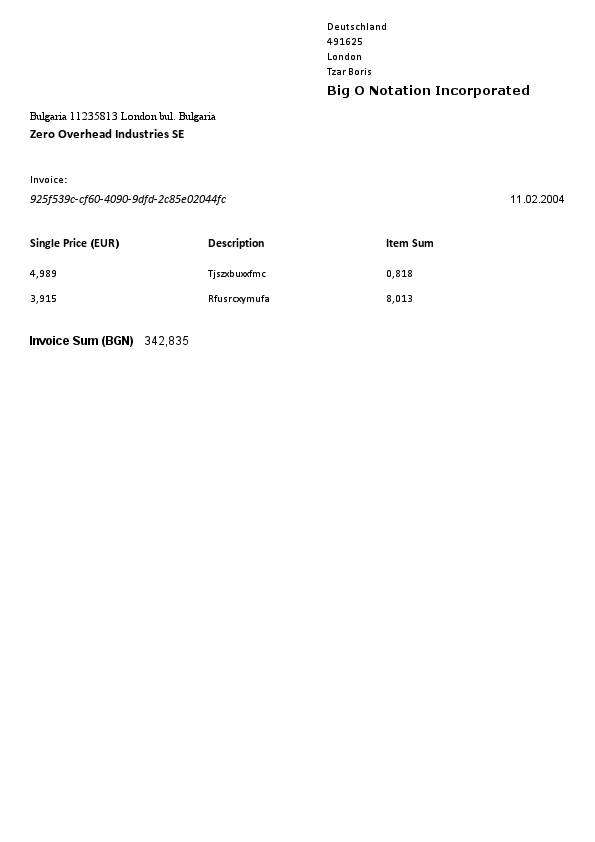 Deutschland
491625
London
Tzar Boris
Big O Notation Incorporated
Bulgaria 11235813 London bul. Bulgaria
Zero Overhead Industries SE
Invoice:
925f539c-cf60-4090-9dfd-2c85e02044fc 11.02.2004
Single Price (EUR) Description Item Sum
4,989 Tjszxbuxxfmc 0,818
3,915 Rfusrcxymufa 8,013
Invoice Sum (BGN) 342,835